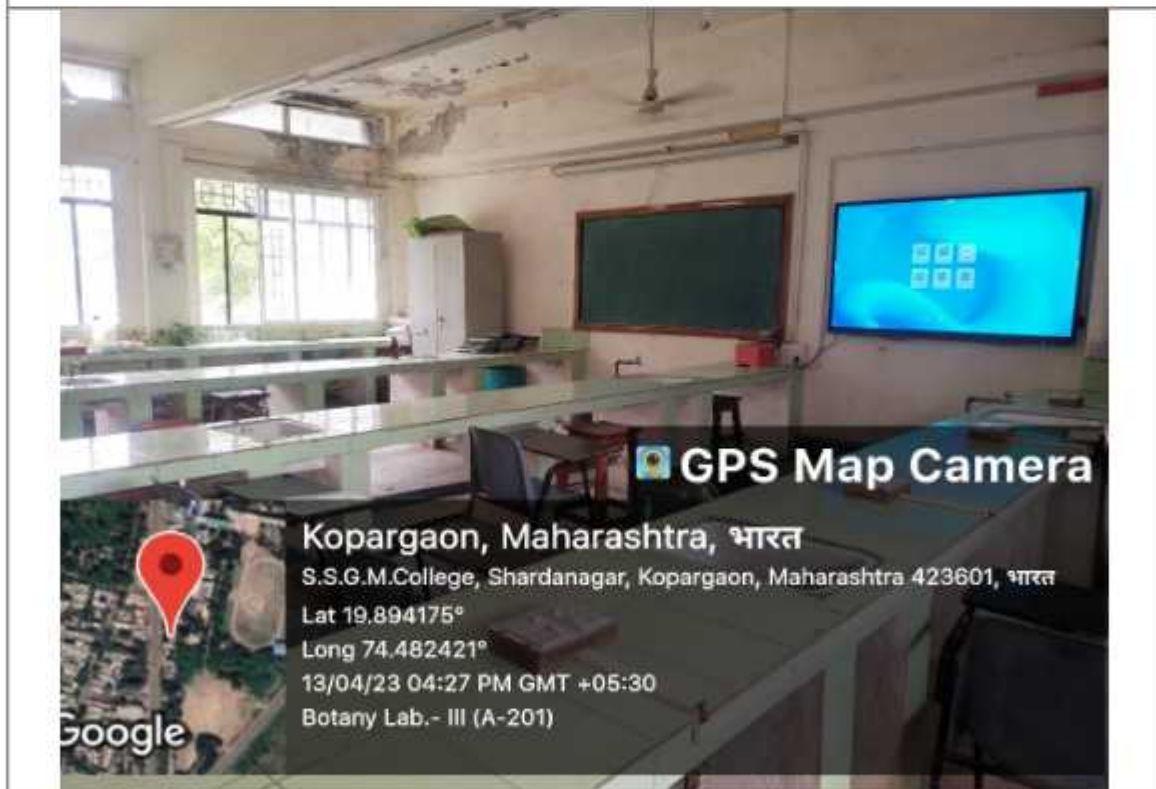 GPS Map Camera
Kopargaon, Maharashtra, भारत
S.S.G.M.College, Shardanagar, Kopargaon, Maharashtra 423601, भारत
Lat 19.894175°
Long 74.482421°
13/04/23 04:27 PM GMT +05:30
Botany Lab.- III (A-201)
Google